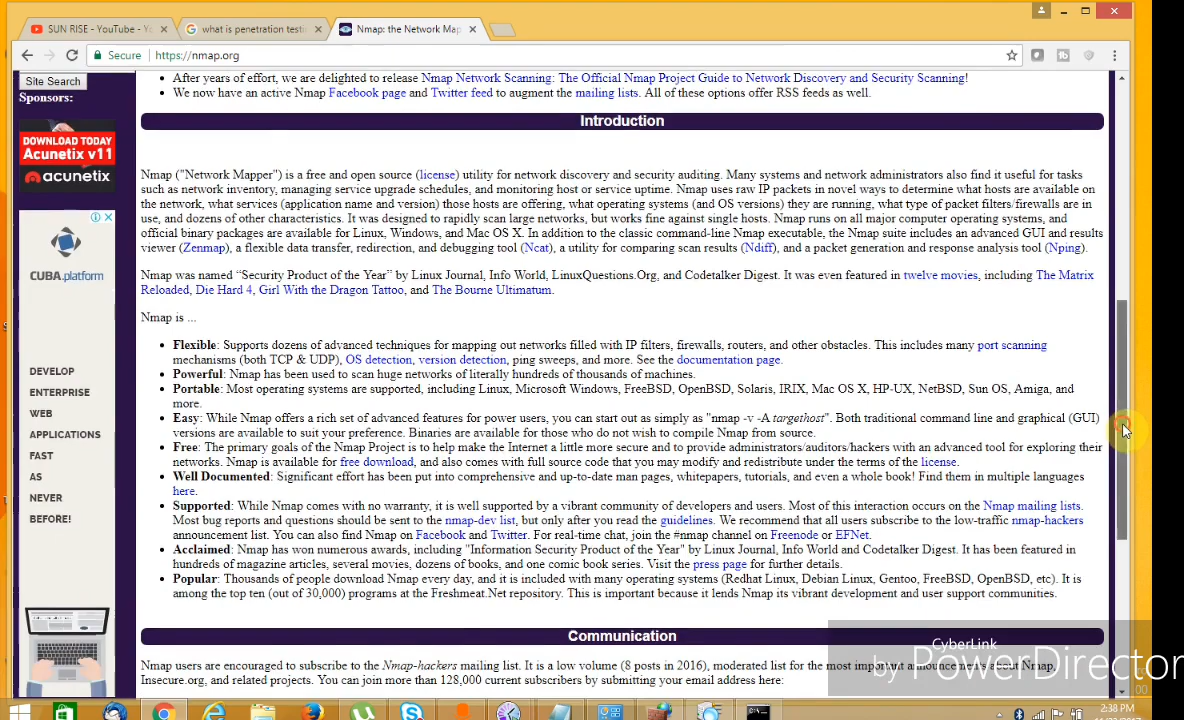 SUN RISE - YouTube - Yo
what is penetration testi
Nmap: the Network Map
Secure
https://nmap.org
Site Search
Sponsors:
DOWNLOAD TODAY
Acunetix v11
acunetix
CUBA.platform
DEVELOP
ENTERPRISE
WEB
APPLICATIONS
FAST
AS
NEVER
BEFORE!
After years of effort, we are delighted to release Nmap Network Scanning: The Official Nmap Project Guide to Network Discovery and Security Scanning!
We now have an active Nmap Facebook page and Twitter feed to augment the mailing lists. All of these options offer RSS feeds as well.
Introduction
Nmap ("Network Mapper") is a free and open source (license) utility for network discovery and security auditing. Many systems and network administrators also find it useful for tasks
such as network inventory, managing service upgrade schedules, and monitoring host or service uptime. Nmap uses raw IP packets in novel ways to determine what hosts are available on
the network, what services (application name and version) those hosts are offering, what operating systems (and OS versions) they are running, what type of packet filters/firewalls are in
use, and dozens of other characteristics. It was designed to rapidly scan large networks, but works fine against single hosts. Nmap runs on all major computer operating systems, and
official binary packages are available for Linux, Windows, and Mac OS X. In addition to the classic command-line Nmap executable, the Nmap suite includes an advanced GUI and results
viewer (Zenmap), a flexible data transfer, redirection, and debugging tool (Ncat), a utility for comparing scan results (Ndiff), and a packet generation and response analysis tool (Nping).
Nmap was named “Security Product of the Year” by Linux Journal, Info World, LinuxQuestions.Org, and Codetalker Digest. It was even featured in twelve movies, including The Matrix
Reloaded, Die Hard 4, Girl With the Dragon Tattoo, and The Bourne Ultimatum.
Nmap is ...
Flexible: Supports dozens of advanced techniques for mapping out networks filled with IP filters, firewalls, routers, and other obstacles. This includes many port scanning
mechanisms (both TCP & UDP), OS detection, version detection, ping sweeps, and more. See the documentation page.
Powerful: Nmap has been used to scan huge networks of literally hundreds of thousands of machines.
Portable: Most operating systems are supported, including Linux, Microsoft Windows, FreeBSD, OpenBSD, Solaris, IRIX, Mac OS X, HP-UX, NetBSD, Sun OS, Amiga, and
more.
Easy: While Nmap offers a rich set of advanced features for power users, you can start out as simply as "nmap -v -A targethost". Both traditional command line and graphical (GUI)
versions are available to suit your preference. Binaries are available for those who do not wish to compile Nmap from source.
Free: The primary goals of the Nmap Project is to help make the Internet a little more secure and to provide administrators/auditors/hackers with an advanced tool for exploring their
networks. Nmap is available for free download, and also comes with full source code that you may modify and redistribute under the terms of the license.
Well Documented: Significant effort has been put into comprehensive and up-to-date man pages, whitepapers, tutorials, and even a whole book! Find them in multiple languages
here.
Supported: While Nmap comes with no warranty, it is well supported by a vibrant community of developers and users. Most of this interaction occurs on the Nmap mailing lists.
Most bug reports and questions should be sent to the nmap-dev list, but only after you read the guidelines. We recommend that all users subscribe to the low-traffic nmap-hackers
announcement list. You can also find Nmap on Facebook and Twitter. For real-time chat, join the #nmap channel on Freenode or EFNet.
Acclaimed: Nmap has won numerous awards, including "Information Security Product of the Year" by Linux Journal, Info World and Codetalker Digest. It has been featured in
hundreds of magazine articles, several movies, dozens of books, and one comic book series. Visit the press page for further details.
Popular: Thousands of people download Nmap every day, and it is included with many operating systems (Redhat Linux, Debian Linux, Gentoo, FreeBSD, OpenBSD, etc). It is
among the top ten (out of 30,000) programs at the Freshmeat.Net repository. This is important because it lends Nmap its vibrant development and user support communities.
Communication
Nmap users are encouraged to subscribe to the Nmap-hackers mailing list. It is a low volume (8 posts in 2016), moderated list for the most important announcements about Nmap,
Insecure.org, and related projects. You can join more than 128,000 current subscribers by submitting your email address here:
CyberLink
by PowerDirector
2:38 PM